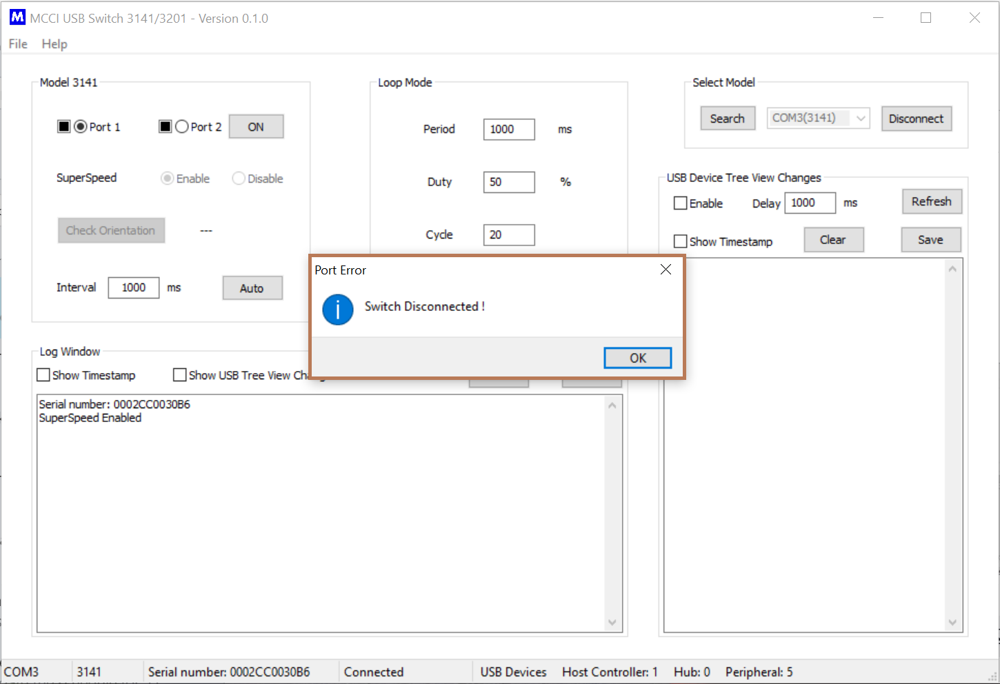 M MCCI USB Switch 3141/3201 - Version 0.1.0
File Help
Model 3141
Port 1 Port 2 ON
SuperSpeed Enable Disable
Check Orientation ---
Interval 1000 ms Auto
Loop Mode
Period 1000 ms
Duty 50 %
Cycle 20
Select Model
Search COM3(3141) Disconnect
USB Device Tree View Changes
Enable Delay 1000 ms Refresh
Show Timestamp Clear Save
Port Error
Switch Disconnected !
OK
Log Window
Show Timestamp Show USB Tree View
Serial number: 0002CC0030B6
SuperSpeed Enabled
COM3 3141 Serial number: 0002CC0030B6 Connected USB Devices Host Controller: 1 Hub: 0 Peripheral: 5